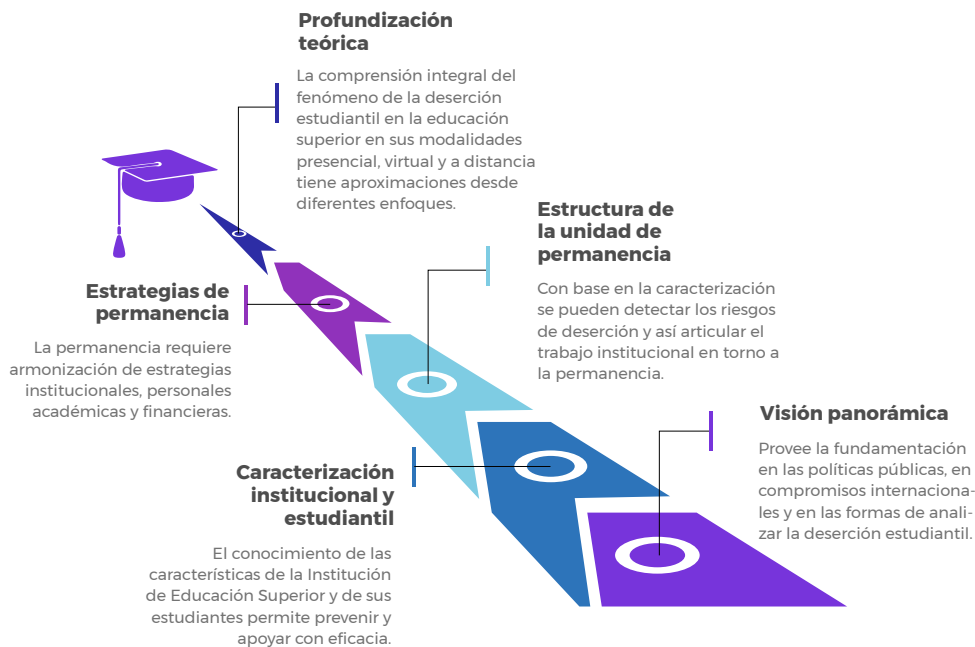 Profundización
teórica
La comprensión integral del
fenómeno de la deserción
estudiantil en la educación
superior en sus modalidades
presencial, virtual y a distancia
tiene aproximaciones desde
diferentes enfoques.
Estructura de
la unidad de
permanencia
Con base en la caracterización
se pueden detectar los riesgos
de deserción y así articular el
trabajo institucional en torno a
la permanencia.
Estrategias de
permanencia
La permanencia requiere
armonización de estrategias
institucionales, personales
académicas y financieras.
Visión panorámica
Provee la fundamentación
en las políticas públicas, en
compromisos internaciona-
les y en las formas de anali-
zar la deserción estudiantil.
Caracterización
institucional y
estudiantil
El conocimiento de las
características de la Institución
de Educación Superior y de sus
estudiantes permite prevenir y
apoyar con eficacia.